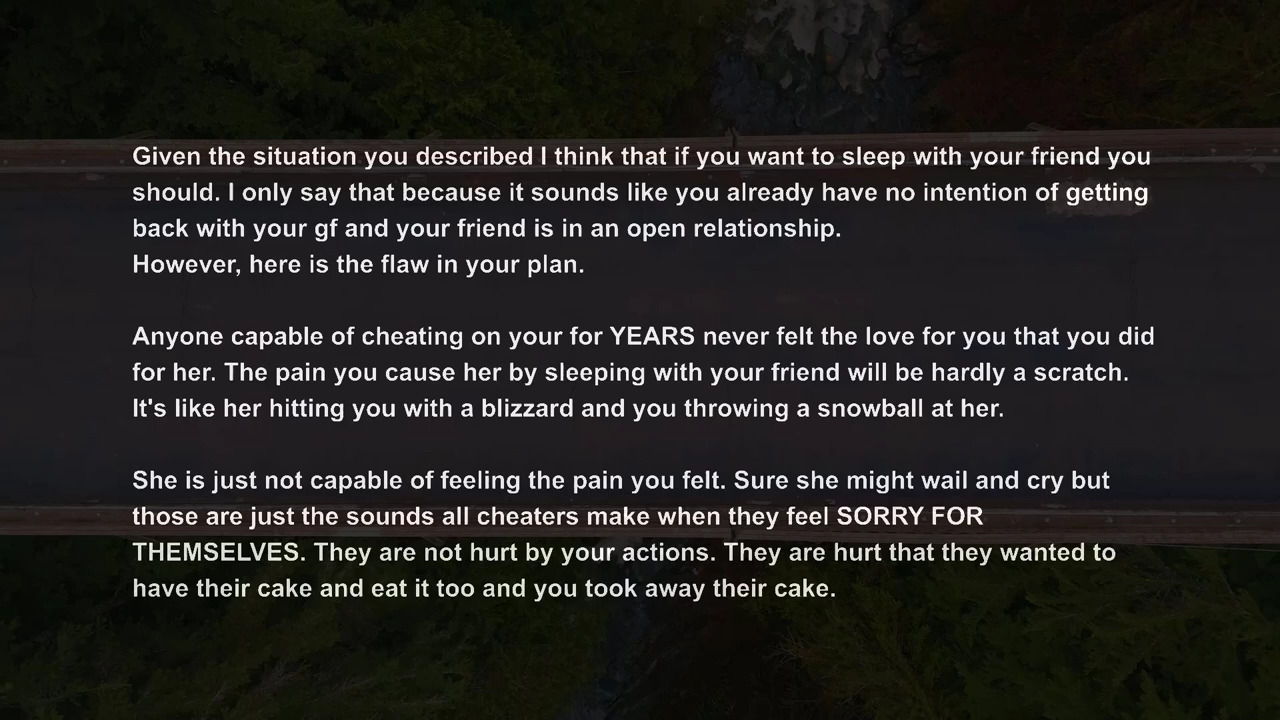 Given the situation you described I think that if you want to sleep with your friend you
should. I only say that because it sounds like you already have no intention of getting
back with your gf and your friend is in an open relationship.
However, here is the flaw in your plan.
Anyone capable of cheating on your for YEARS never felt the love for you that you did
for her. The pain you cause her by sleeping with your friend will be hardly a scratch.
It's like her hitting you with a blizzard and you throwing a snowball at her.
She is just not capable of feeling the pain you felt. Sure she might wail and cry but
those are just the sounds all cheaters make when they feel SORRY FOR
THEMSELVES. They are not hurt by your actions. They are hurt that they wanted to
have their cake and eat it too and you took away their cake.